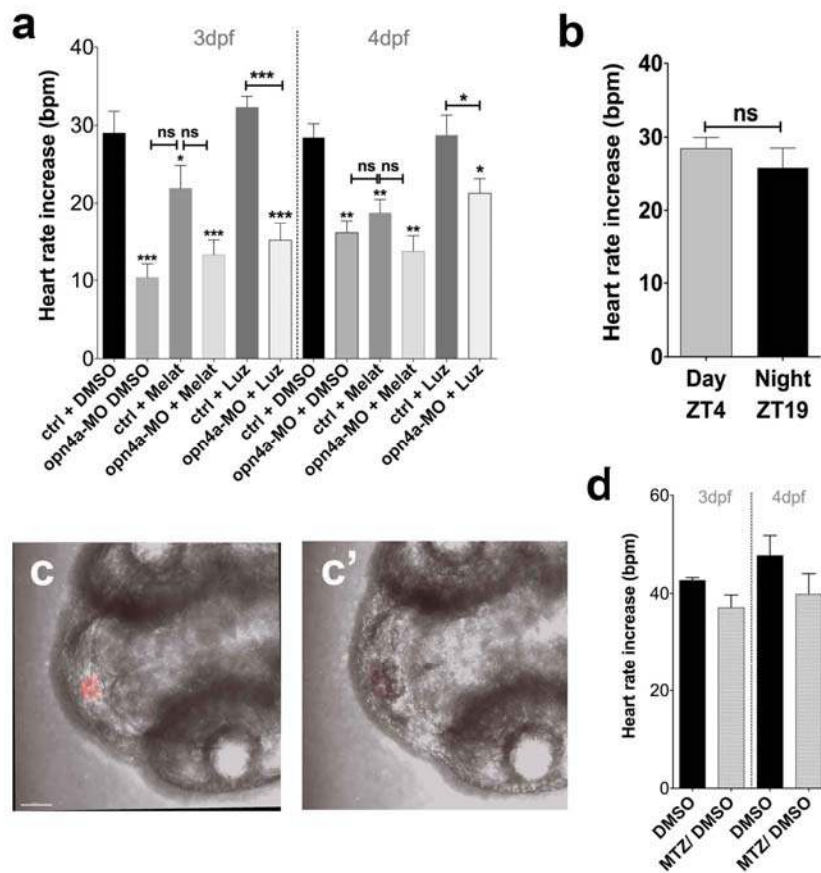 a
3dpf
4dpf
Heart rate increase (bpm)
40
30
20
10
0
***
ns
ns
*
***
***
***
**
ns
ns
**
**
*
*
ctrl + DMSO
opn4a-MO DMSO
ctrl + Melat
opn4a-MO + Melat
ctrl + Luz
opn4a-MO + Luz
ctrl + DMSO
opn4a-MO + DMSO
ctrl + Melat
opn4a-MO + Melat
ctrl + Luz
opn4a-MO + Luz
b
Heart rate increase (bpm)
40
30
20
10
0
ns
Day
ZT4
Night
ZT19
c
c'
d
3dpf
4dpf
Heart rate increase (bpm)
60
40
20
0
DMSO
MTZ/ DMSO
DMSO
MTZ/ DMSO